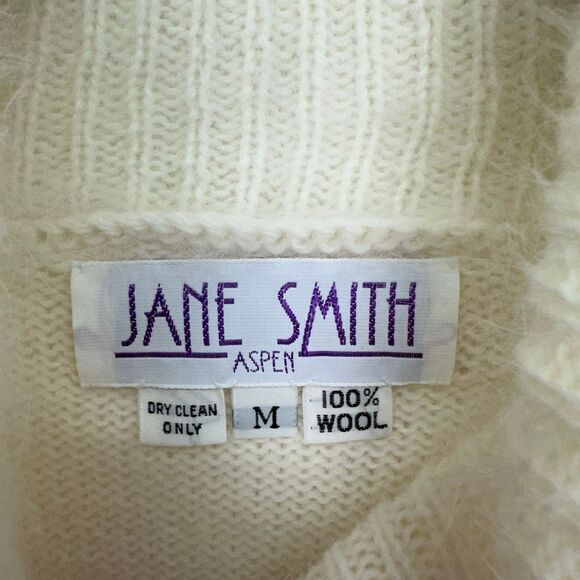 JANE SMITH
ASPEN
DRY CLEAN
ONLY
M
100%
WOOL